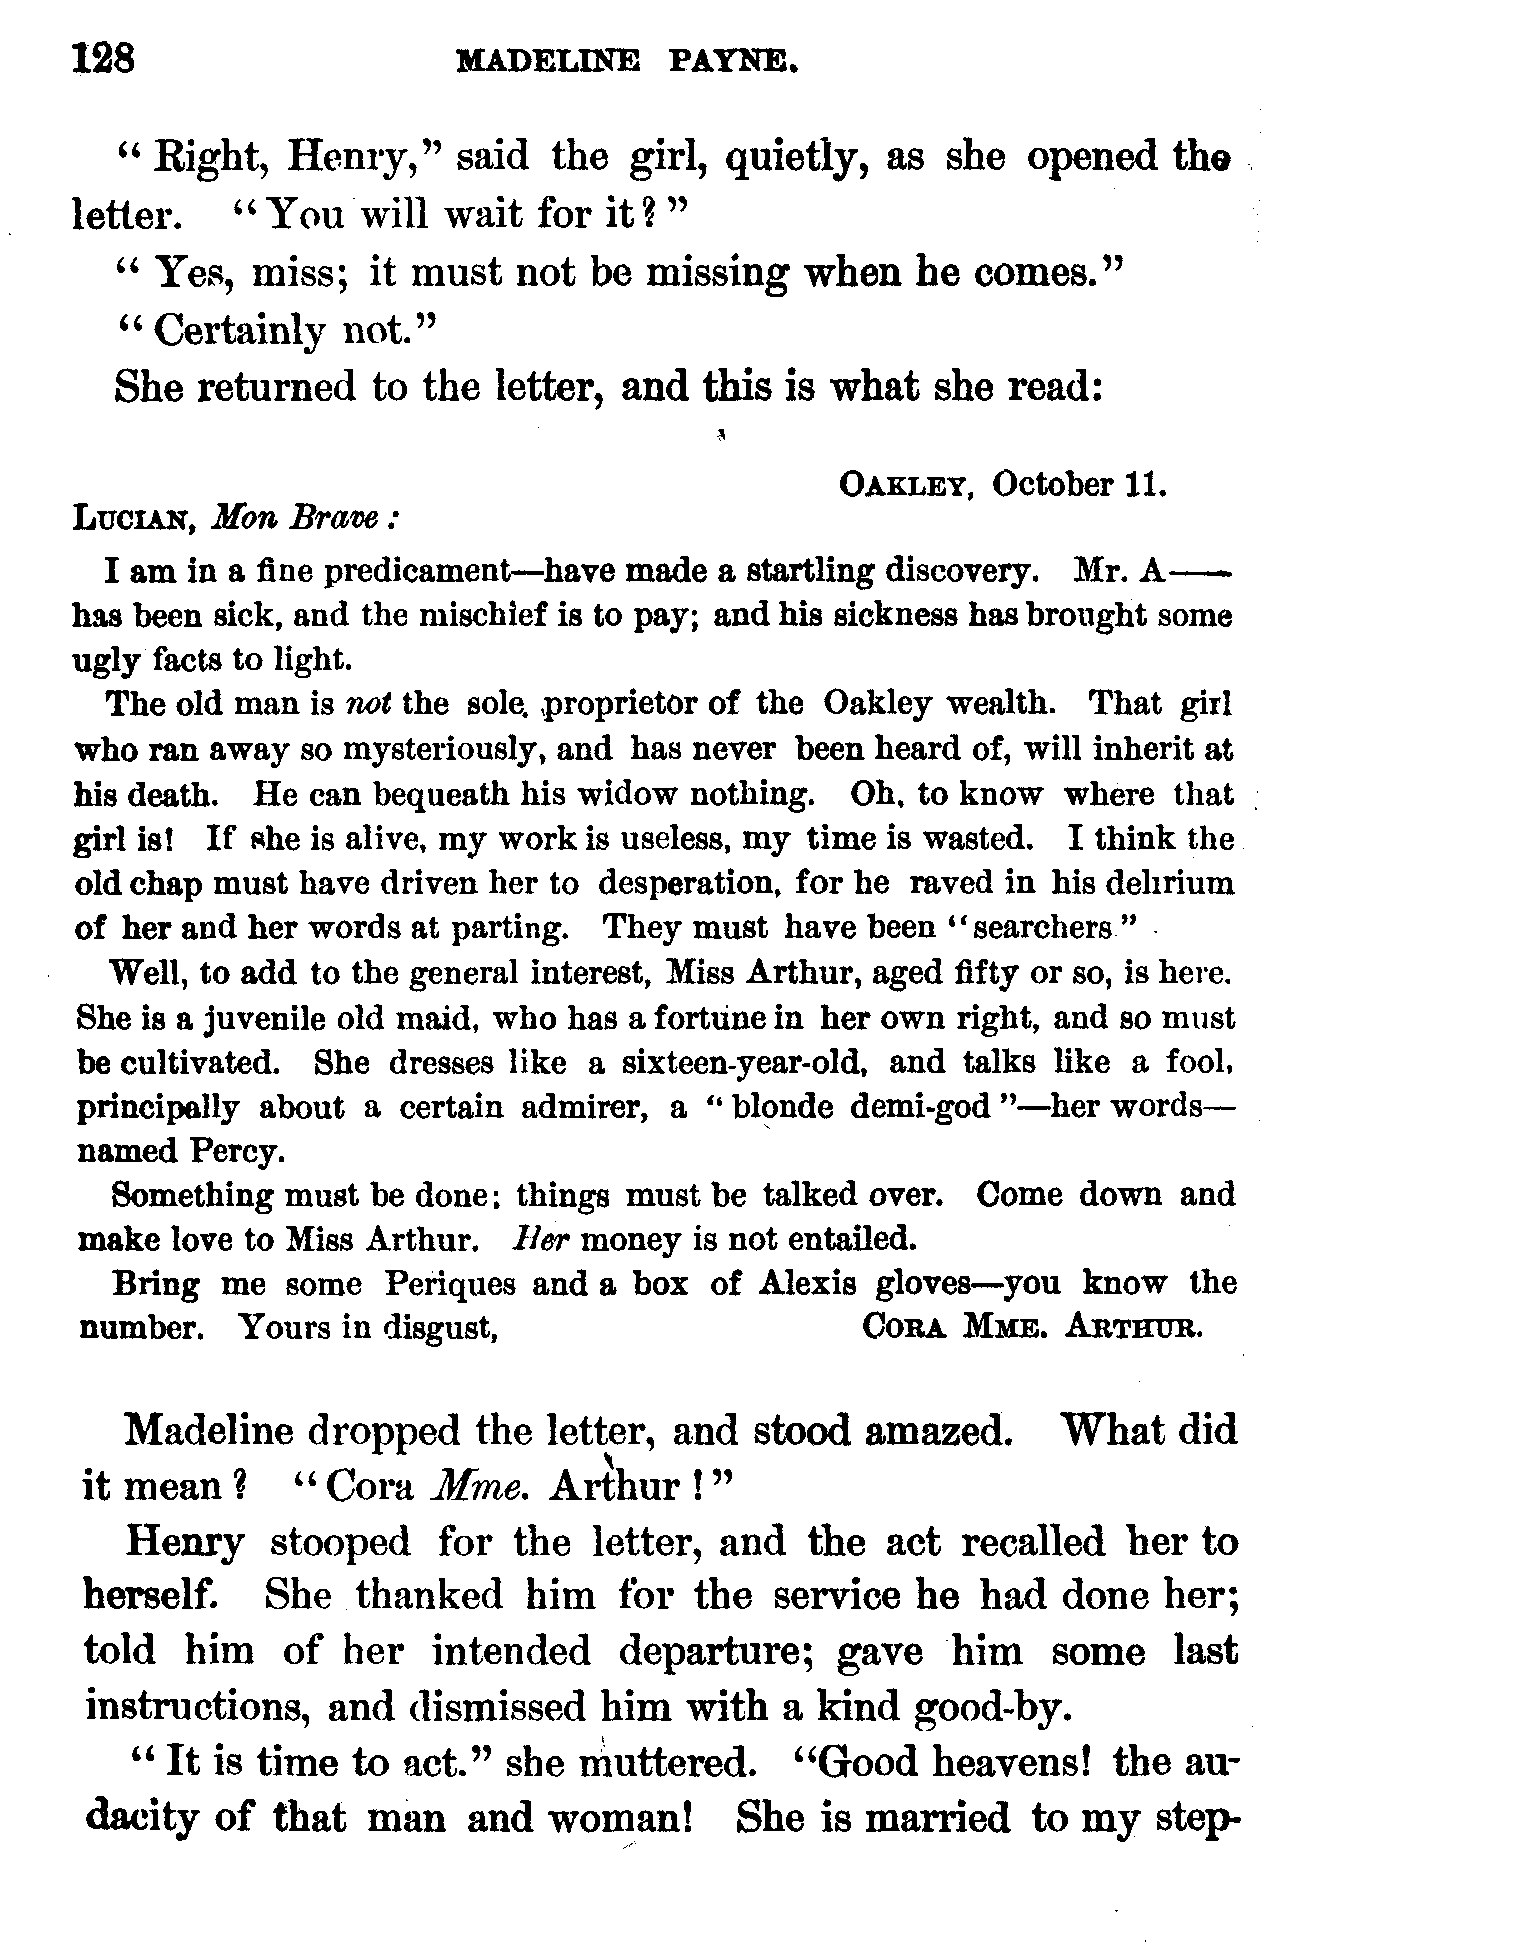 128 MADELINE PAYNE.
“ Right, Henry,” said the girl, quietly, as she opened the
letter. “ You will wait for it? ”
“ Yes, miss; it must not be missing when he comes.”
“ Certainly not.”
She returned to the letter, and this is what she read:
OAKLEY, October 11.
LUCIAN, Mon Brave :
I am in a fine predicament—have made a startling discovery. Mr. A——
has been sick, and the mischief is to pay; and his sickness has brought some
ugly facts to light.
The old man is not the sole proprietor of the Oakley wealth. That girl
who ran away so mysteriously, and has never been heard of, will inherit at
his death. He can bequeath his widow nothing. Oh, to know where that
girl is! If she is alive, my work is useless, my time is wasted. I think the
old chap must have driven her to desperation, for he raved in his delirium
of her and her words at parting. They must have been “searchers.”
Well, to add to the general interest, Miss Arthur, aged fifty or so, is here.
She is a juvenile old maid, who has a fortune in her own right, and so must
be cultivated. She dresses like a sixteen-year-old, and talks like a fool,
principally about a certain admirer, a “ blonde demi-god ”—her words—
named Percy.
Something must be done; things must be talked over. Come down and
make love to Miss Arthur. Her money is not entailed.
Bring me some Periques and a box of Alexis gloves—you know the
number. Yours in disgust, CORA MME. ARTHUR.
Madeline dropped the letter, and stood amazed. What did
it mean ? “ Cora Mme. Arthur ! ”
Henry stooped for the letter, and the act recalled her to
herself. She thanked him for the service he had done her;
told him of her intended departure; gave him some last
instructions, and dismissed him with a kind good-by.
“ It is time to act.” she muttered. “Good heavens! the au-
dacity of that man and woman! She is married to my step-